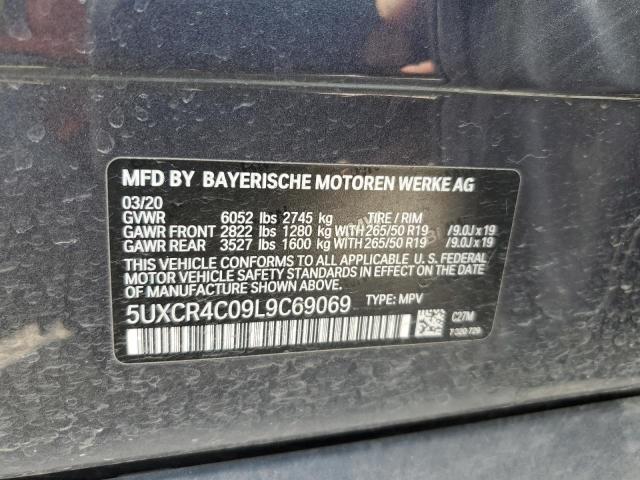 MFD BY BAYERISCHE MOTOREN WERKE AG
03/20
GVWR 6052 lbs 2745 kg TIRE / RIM
GAWR FRONT 2822 lbs 1280 kg WITH 265/50 R19 /9.0J x 19
GAWR REAR 3527 lbs 1600 kg WITH 265/50 R19 /9.0J x 19
THIS VEHICLE CONFORMS TO ALL APPLICABLE U. S. FEDERAL
MOTOR VEHICLE SAFETY STANDARDS IN EFFECT ON THE DATE
OF MANUFACTURE SHOWN ABOVE.
5UXCR4C09L9C69069 TYPE: MPV
C27M
7 320 729